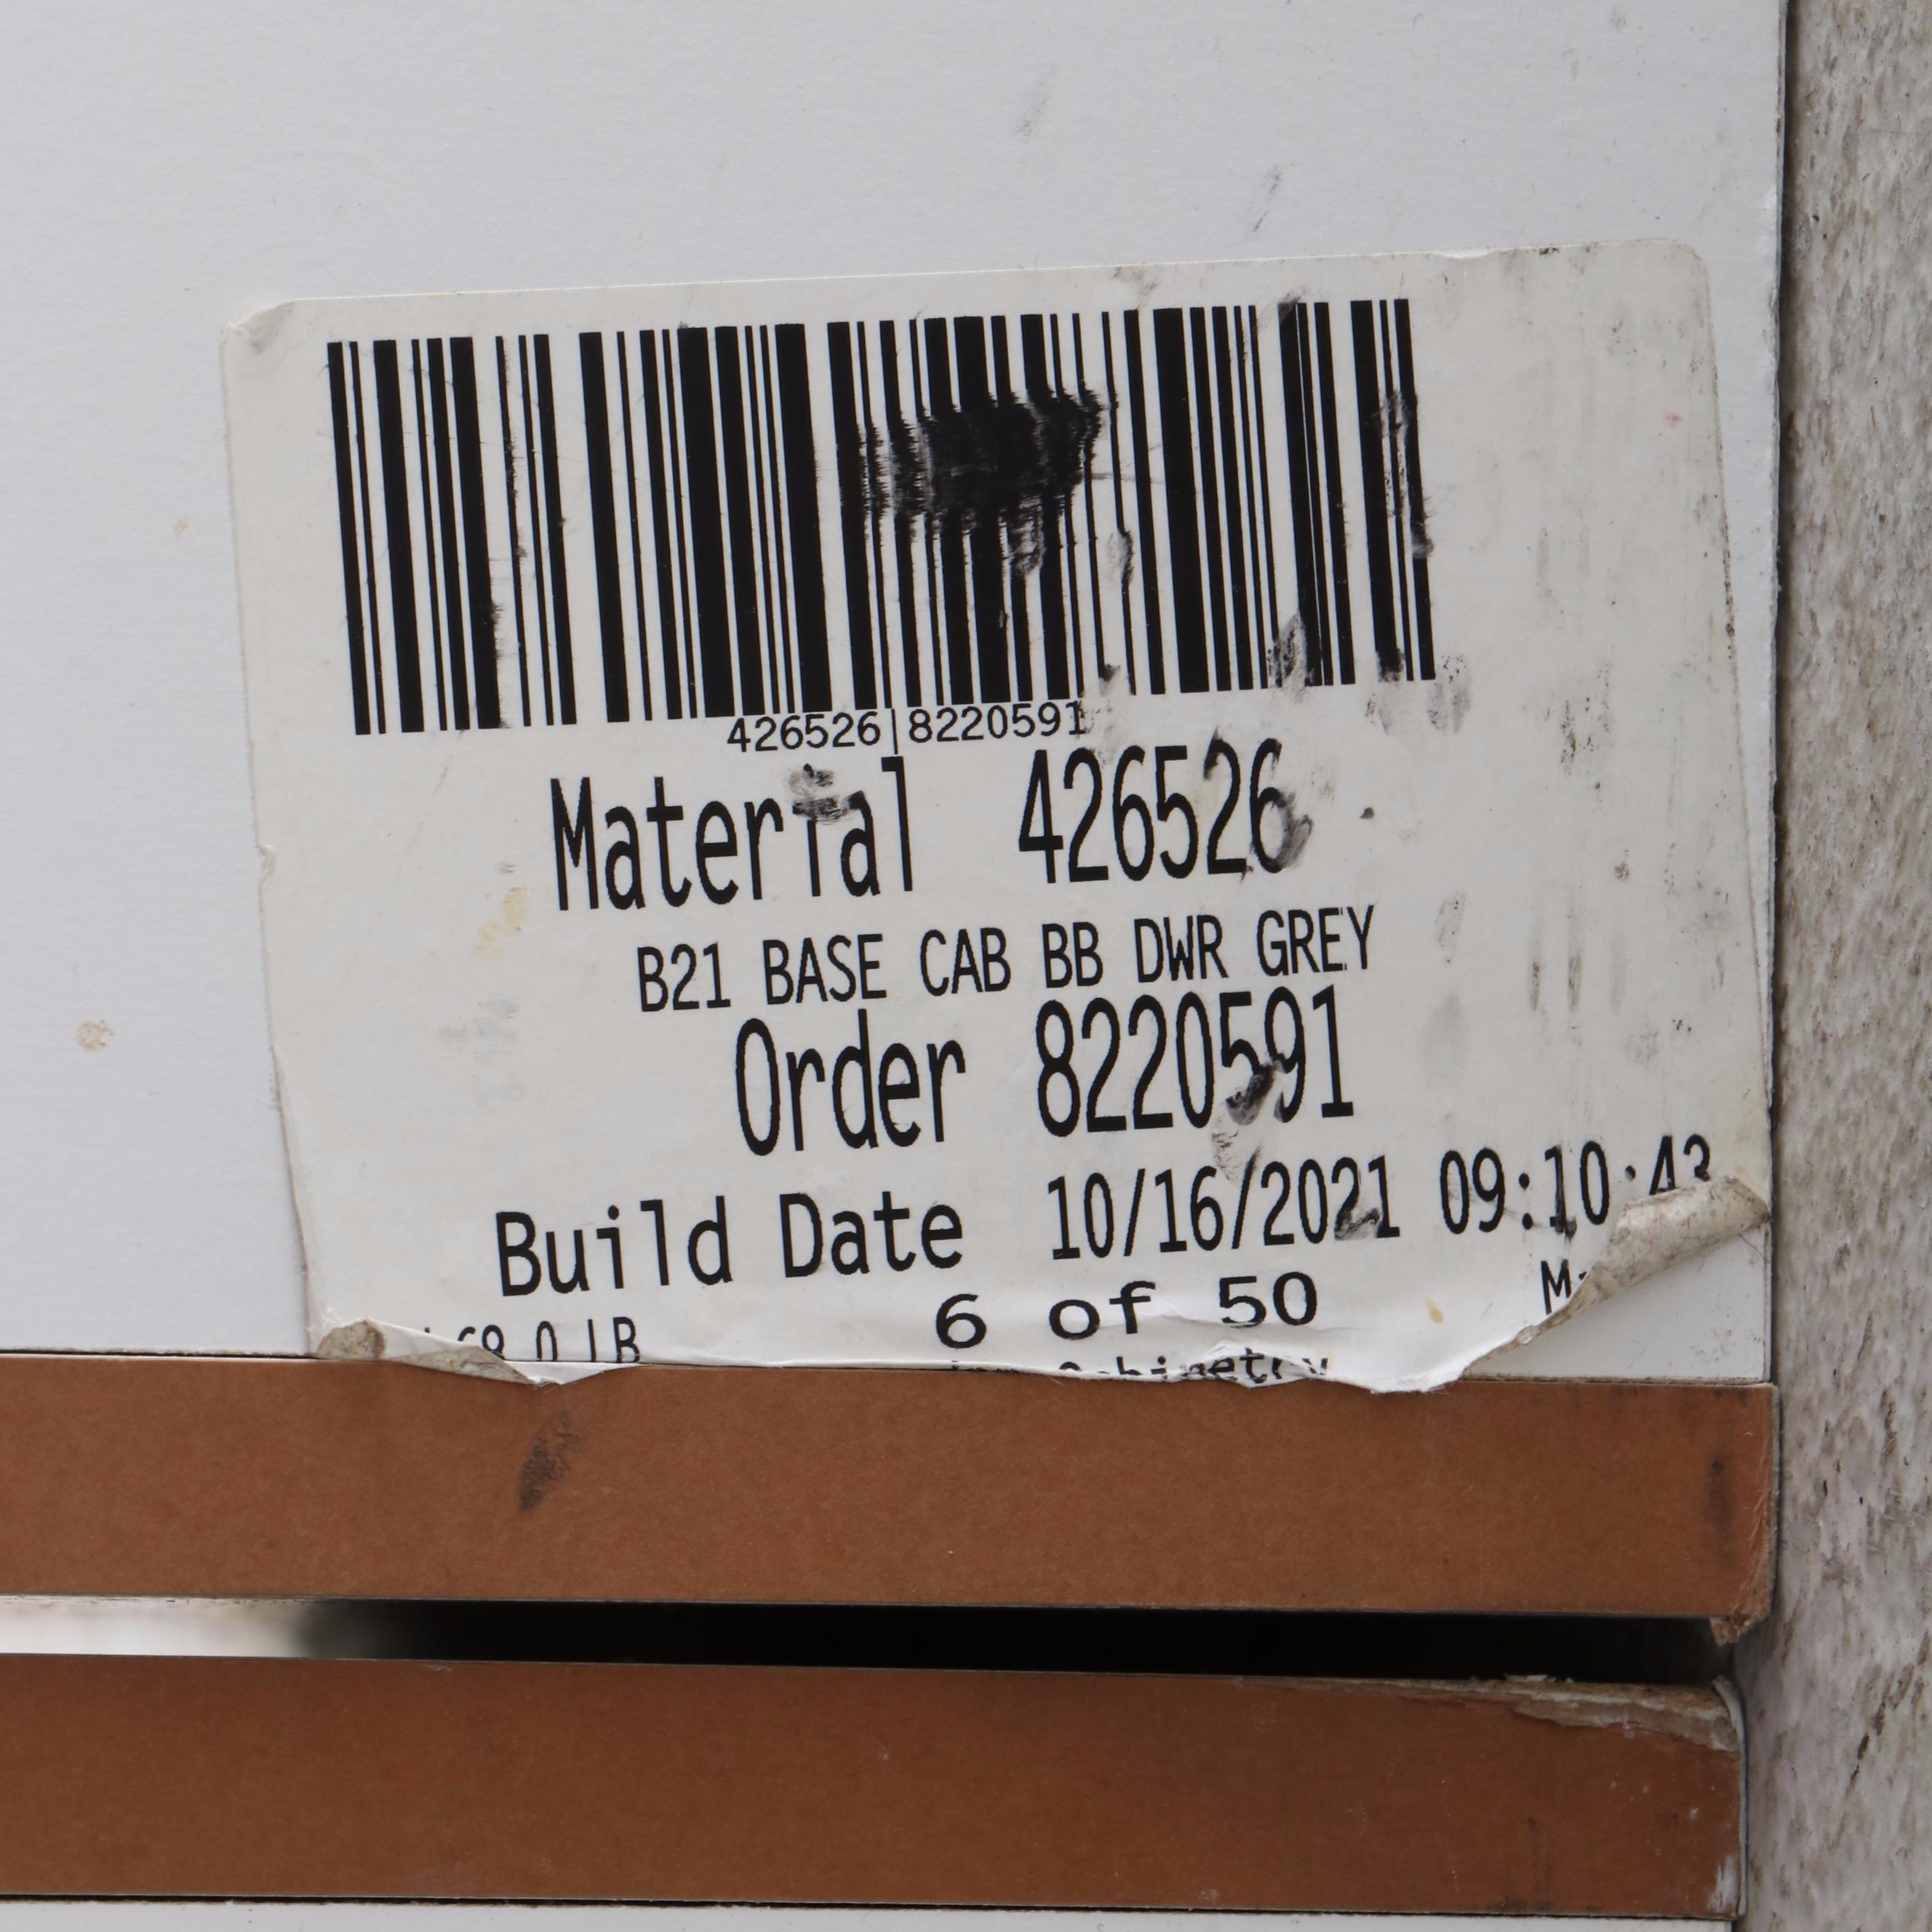 426526|8220591
Material 426526
B21 BASE CAB BB DWR GREY
Order 8220591
Build Date 10/16/2021 09:10:43
6 of 50
LB